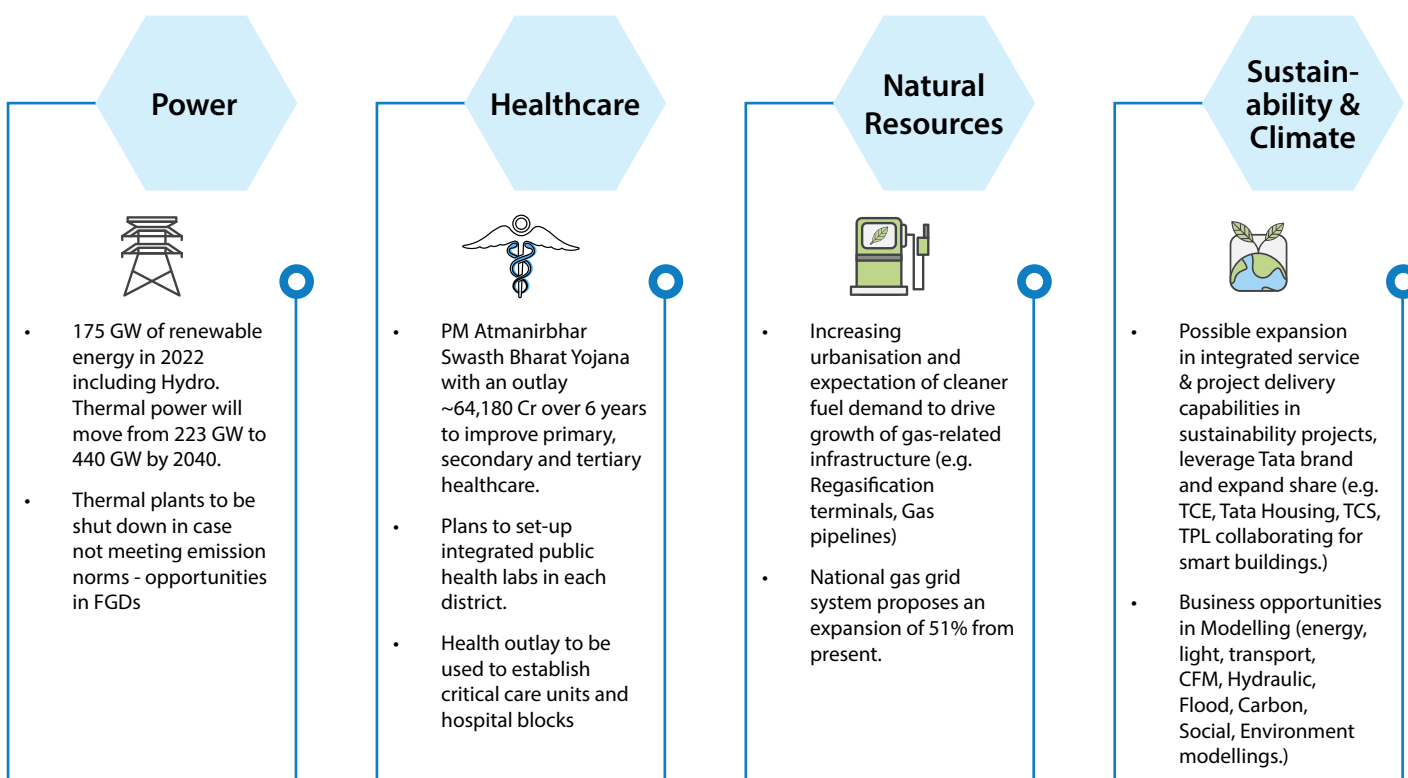 Power
• 175 GW of renewable
energy in 2022
including Hydro.
Thermal power will
move from 223 GW to
440 GW by 2040.
• Thermal plants to be
shut down in case
not meeting emission
norms - opportunities
in FGDs
Healthcare
• PM Atmanirbhar
Swasth Bharat Yojana
with an outlay
~64,180 Cr over 6 years
to improve primary,
secondary and tertiary
healthcare.
• Plans to set-up
integrated public
health labs in each
district.
• Health outlay to be
used to establish
critical care units and
hospital blocks
Natural
Resources
• Increasing
urbanisation and
expectation of cleaner
fuel demand to drive
growth of gas-related
infrastructure (e.g.
Regasification
terminals, Gas
pipelines)
• National gas grid
system proposes an
expansion of 51% from
present.
Sustain-
ability &
Climate
• Possible expansion
in integrated service
& project delivery
capabilities in
sustainability projects,
leverage Tata brand
and expand share (e.g.
TCE, Tata Housing, TCS,
TPL collaborating for
smart buildings.)
• Business opportunities
in Modelling (energy,
light, transport,
CFM, Hydraulic,
Flood, Carbon,
Social, Environment
modellings.)